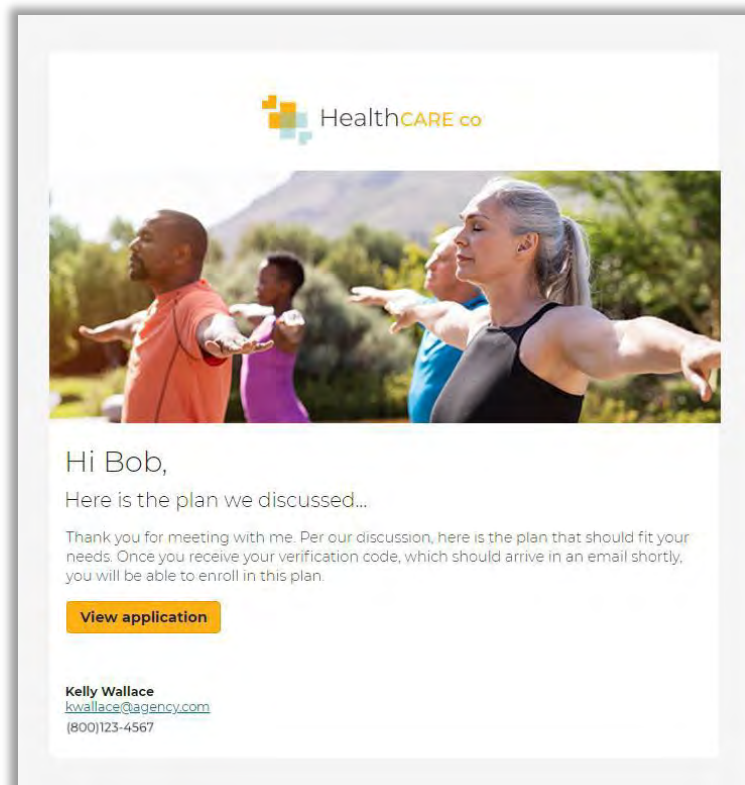 HealthCARE co
Hi Bob,
Here is the plan we discussed...
Thank you for meeting with me. Per our discussion, here is the plan that should fit your
needs. Once you receive your verification code, which should arrive in an email shortly,
you will be able to enroll in this plan.
View application
Kelly Wallace
kwallace@agency.com
(800)123-4567